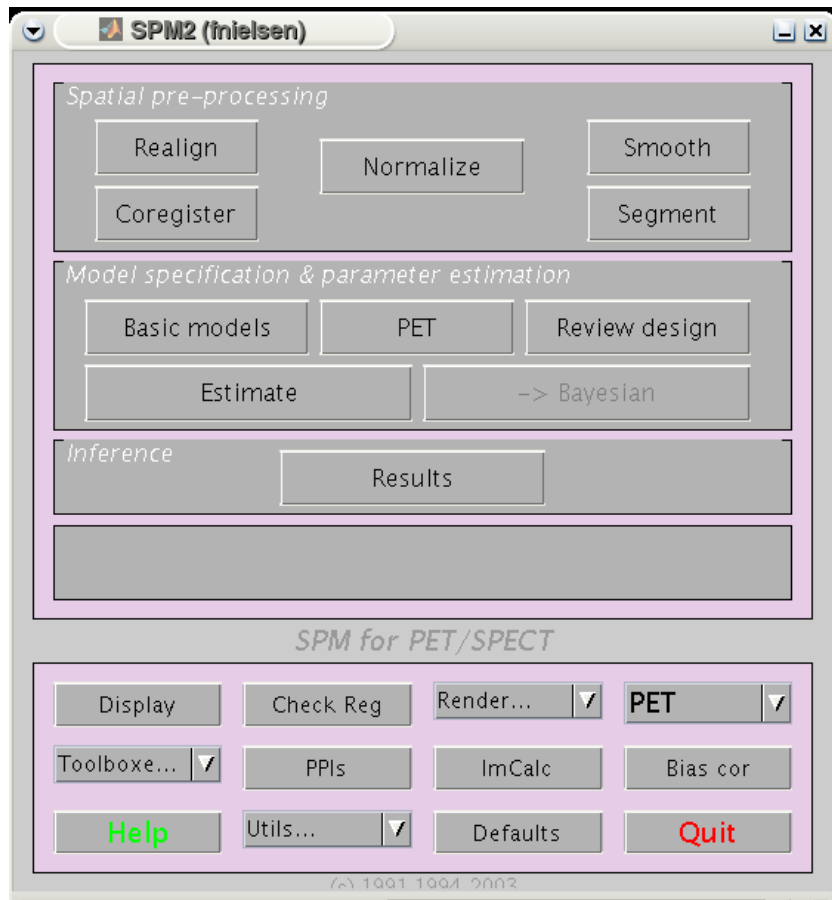 SPM2 (fnielsen)
Spatial pre-processing
Realign
Normalize
Smooth
Coregister
Segment
Model specification & parameter estimation
Basic models
PET
Review design
Estimate
-> Bayesian
Inference
Results
SPM for PET/SPECT
Display
Check Reg
Render...
PET
Toolboxe...
PPIs
ImCalc
Bias cor
Help
Utils...
Defaults
Quit
(c) 1991,1994,2003